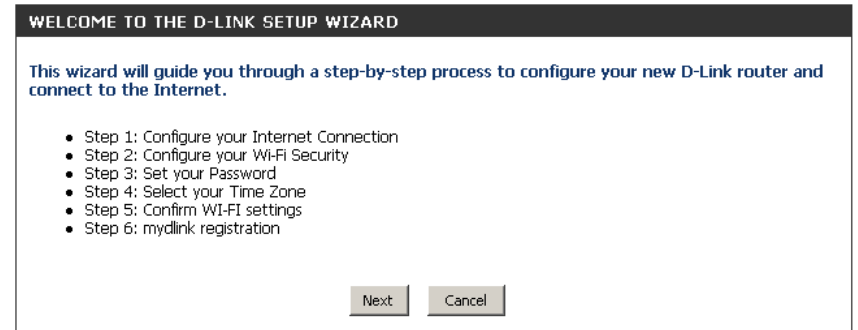 WELCOME TO THE D-LINK SETUP WIZARD
This wizard will guide you through a step-by-step process to configure your new D-Link router and
connect to the Internet.
• Step 1: Configure your Internet Connection
• Step 2: Configure your Wi-Fi Security
• Step 3: Set your Password
• Step 4: Select your Time Zone
• Step 5: Confirm WI-FI settings
• Step 6: mydlink registration
Next Cancel